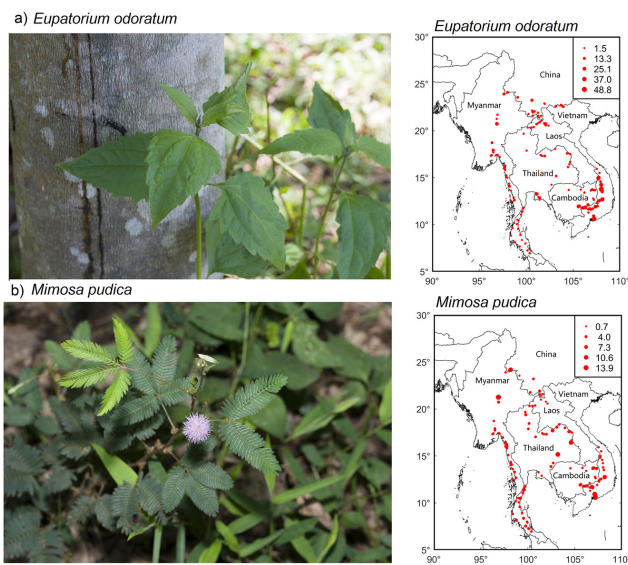 a) Eupatorium odoratum
Eupatorium odoratum
1.5
13.3
25.1
37.0
48.8
30°
25°
20°
15°
10°
5°
China
Myanmar
Vietnam
Laos
Thailand
Cambodia
90° 95° 100° 105° 110°
b) Mimosa pudica
Mimosa pudica
0.7
4.0
7.3
10.6
13.9
30°
25°
20°
15°
10°
5°
China
Myanmar
Vietnam
Laos
Thailand
Cambodia
90° 95° 100° 105° 110°